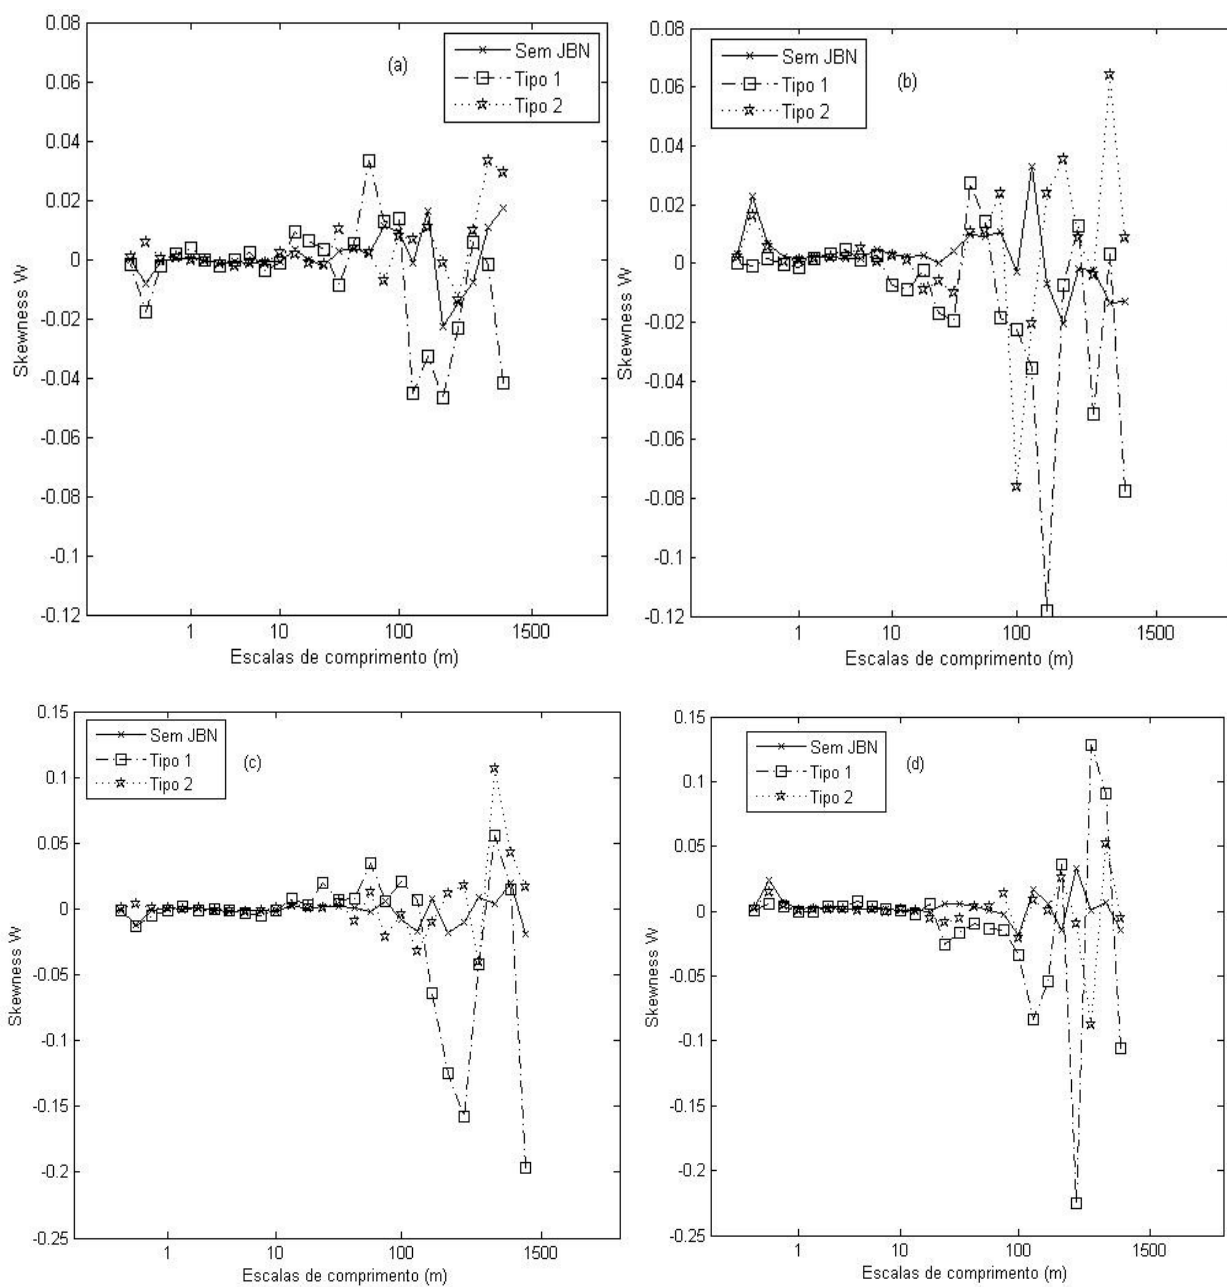 0.08
0.06
0.04
0.02
0
-0.02
-0.04
-0.06
-0.08
-0.1
-0.12
Skewness W
Sem JBN
Tipo 1
Tipo 2
(a)
1
10
100
1500
Escalas de comprimento (m)
0.08
0.06
0.04
0.02
0
-0.02
-0.04
-0.06
-0.08
-0.1
-0.12
Skewness W
Sem JBN
Tipo 1
Tipo 2
(b)
1
10
100
1500
Escalas de comprimento (m)
0.15
0.1
0.05
0
-0.05
-0.1
-0.15
-0.2
-0.25
Skewness W
Sem JBN
Tipo 1
Tipo 2
(c)
1
10
100
1500
Escalas de comprimento (m)
0.15
0.1
0.05
0
-0.05
-0.1
-0.15
-0.2
-0.25
Skewness W
Sem JBN
Tipo 1
Tipo 2
(d)
1
10
100
1500
Escalas de comprimento (m)